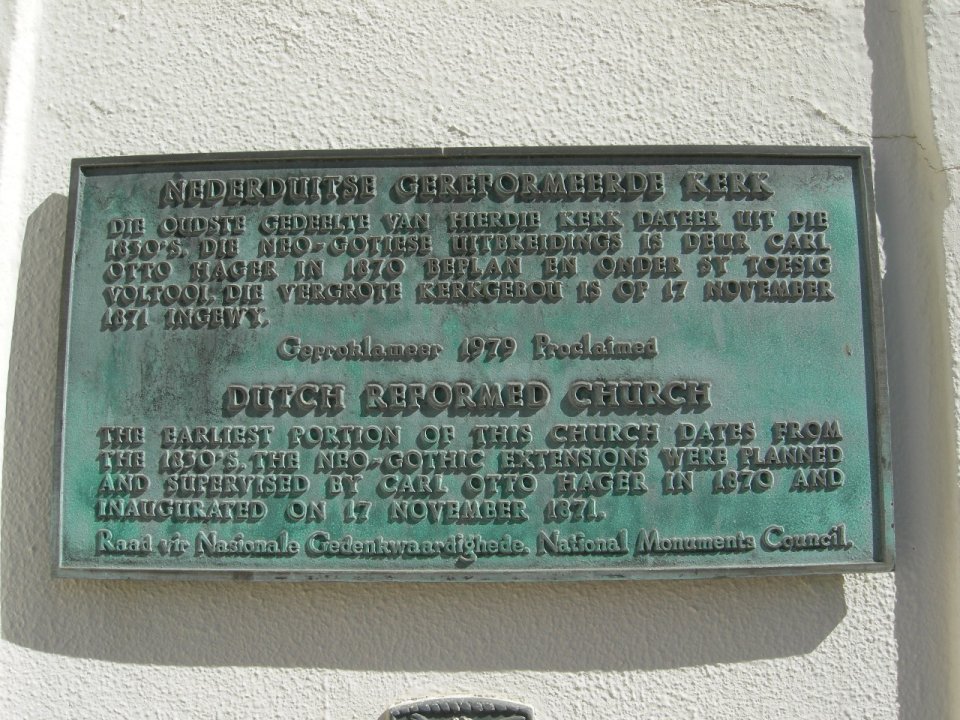 NEDERDUITSE GEREFORMEERDE KERK
DIE OUDSTE GEDEELTE VAN HIERDIE KERK DATEER UIT DIE
1830'S. DIE NEO-GOTIESE UITBREIDINGS IS DEUR CARL
OTTO HAGER IN 1870 BEPLAN EN ONDER SY TOESIG
VOLTOOI. DIE VERGROTE KERKGEBOU IS OP 17 NOVEMBER
1871 INGEWY.
Geproklameer 1979 Proclaimed
DUTCH REFORMED CHURCH
THE EARLIEST PORTION OF THIS CHURCH DATES FROM
THE 1830'S. THE NEO-GOTHIC EXTENSIONS WERE PLANNED
AND SUPERVISED BY CARL OTTO HAGER IN 1870 AND
INAUGURATED ON 17 NOVEMBER 1871.
Raad vir Nasionale Gedenkwaardighede. National Monuments Council.